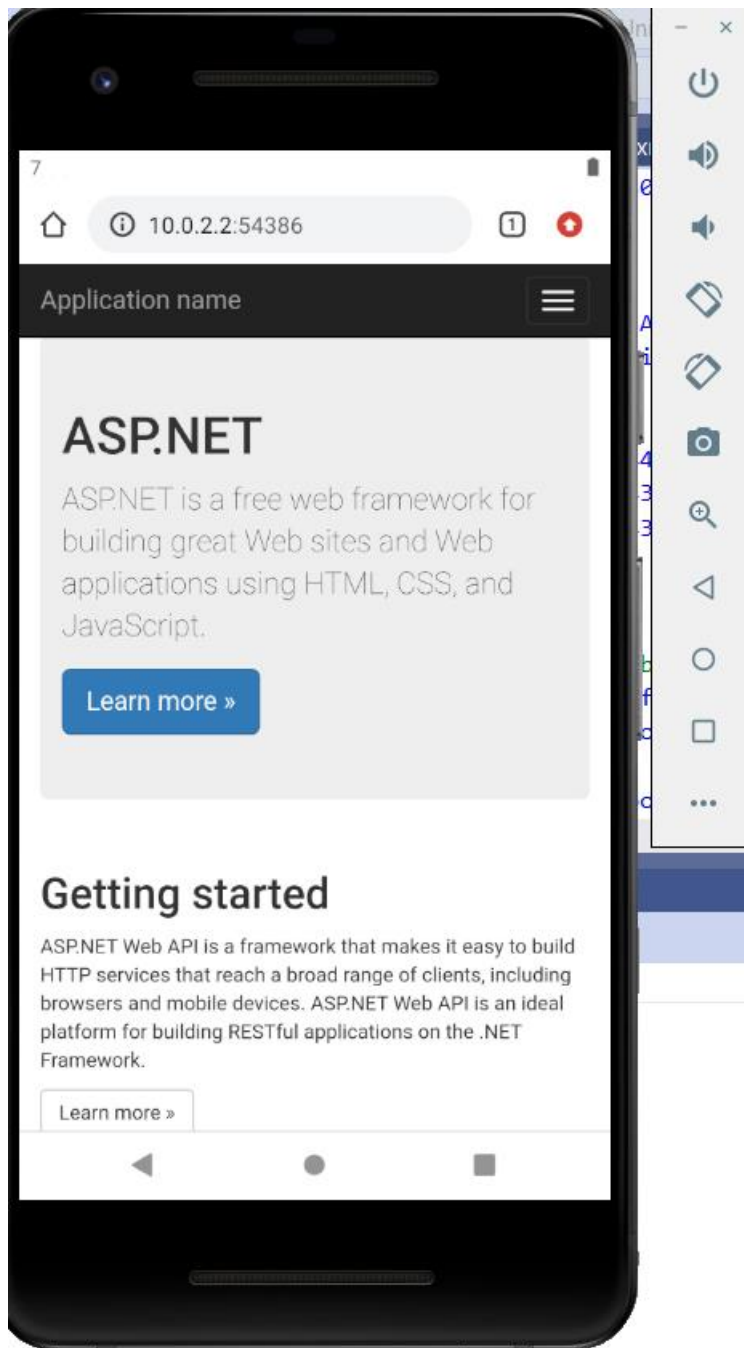 7
10.0.2.2:54386
1
Application name
ASP.NET
ASP.NET is a free web framework for
building great Web sites and Web
applications using HTML, CSS, and
JavaScript.
Learn more »
Getting started
ASP.NET Web API is a framework that makes it easy to build
HTTP services that reach a broad range of clients, including
browsers and mobile devices. ASP.NET Web API is an ideal
platform for building RESTful applications on the .NET
Framework.
Learn more »